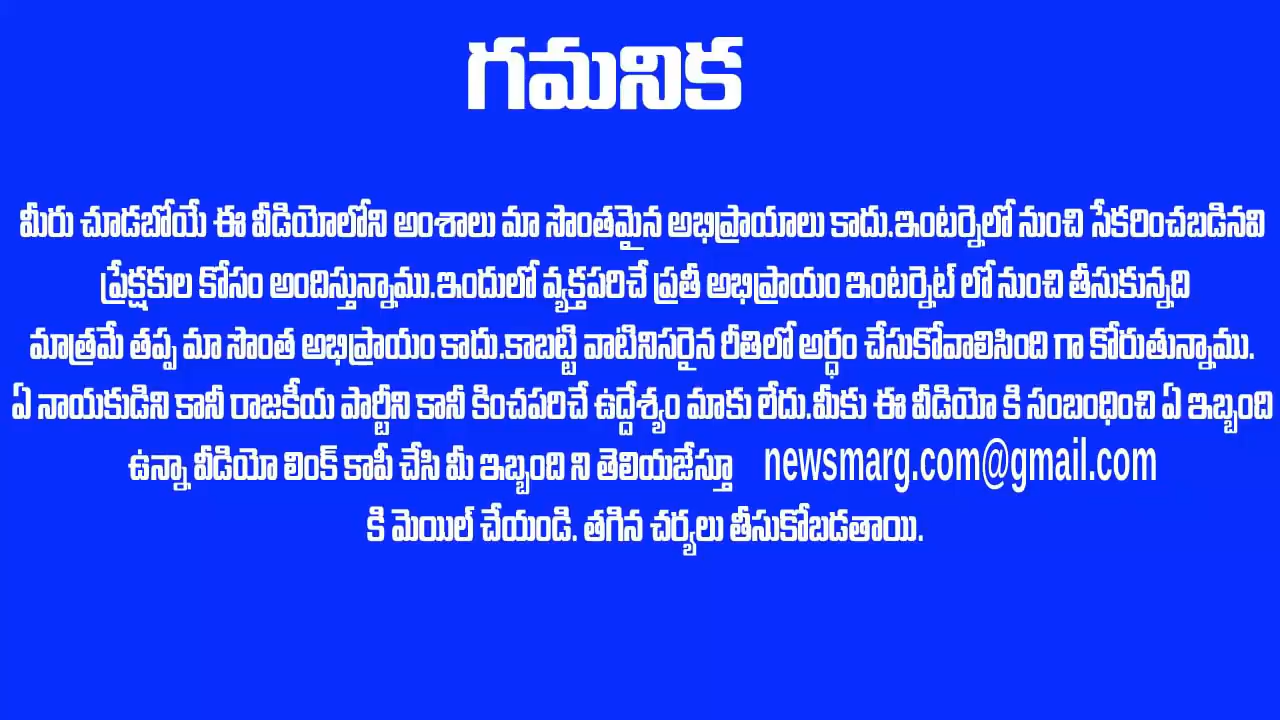 గమనిక
మీరు చూడబోయే ఈ వీడియోలోని అంశాలు మా సొంతమైన అభిప్రాయాలు కాదు.ఇంటర్నెలో నుంచి సేకరించబడినవి
ప్రేక్షకుల కోసం అందిస్తున్నాము.ఇందులో వ్యక్తపరిచే ప్రతీ అభిప్రాయం ఇంటర్నెట్ లో నుంచి తీసుకున్నది
మాత్రమే తప్ప మా సొంత అభిప్రాయం కాదు.కాబట్టి వాటినిసరైన రీతిలో అర్ధం చేసుకోవాలిసింది గా కోరుతున్నాము.
ఏ నాయకుడిని కానీ రాజకీయ పార్టీని కానీ కించపరిచే ఉద్దేశ్యం మాకు లేదు.మీకు ఈ వీడియో కి సంబంధించి ఏ ఇబ్బంది
ఉన్నా వీడియో లింక్ కాపీ చేసి మీ ఇబ్బంది ని తెలియజేస్తూ newsmarg.com@gmail.com
కి మెయిల్ చేయండి. తగిన చర్యలు తీసుకోబడతాయి.